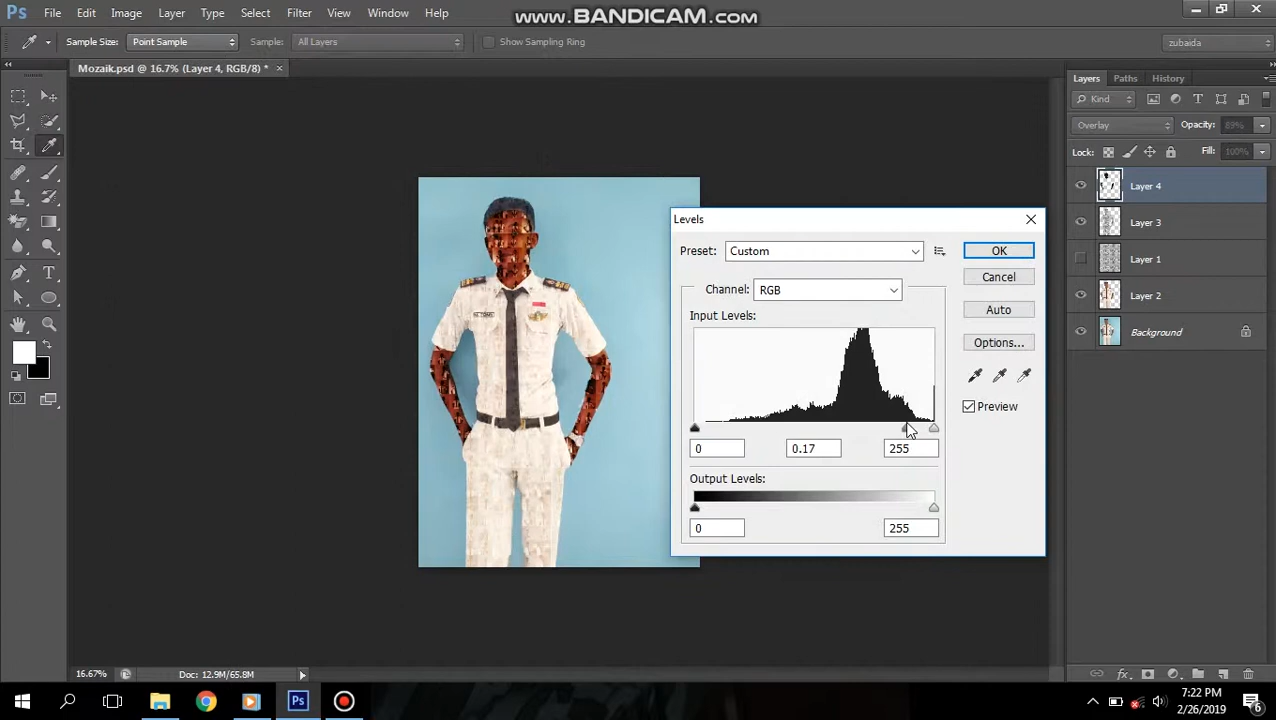 www.BANDICAM.com
Ps File Edit Image Layer Type Select Filter 3D View Window Help
Sample Size: Point Sample Sample: All Layers Show Sampling Ring zubaida
Mozaik.psd @ 16.7% (Layer 4, RGB/8) * ×
Layers Paths History
Kind
Overlay Opacity: 89%
Lock: Fill: 100%
Layer 4
Layer 3
Layer 1
Layer 2
Background
Levels
Preset: Custom OK
Cancel
Channel: RGB
Auto
Input Levels:
Options...
Preview
0 0.17 255
Output Levels:
0 255
16.67% Doc: 12.9M/65.8M
Ps
7:22 PM
2/26/2019
6